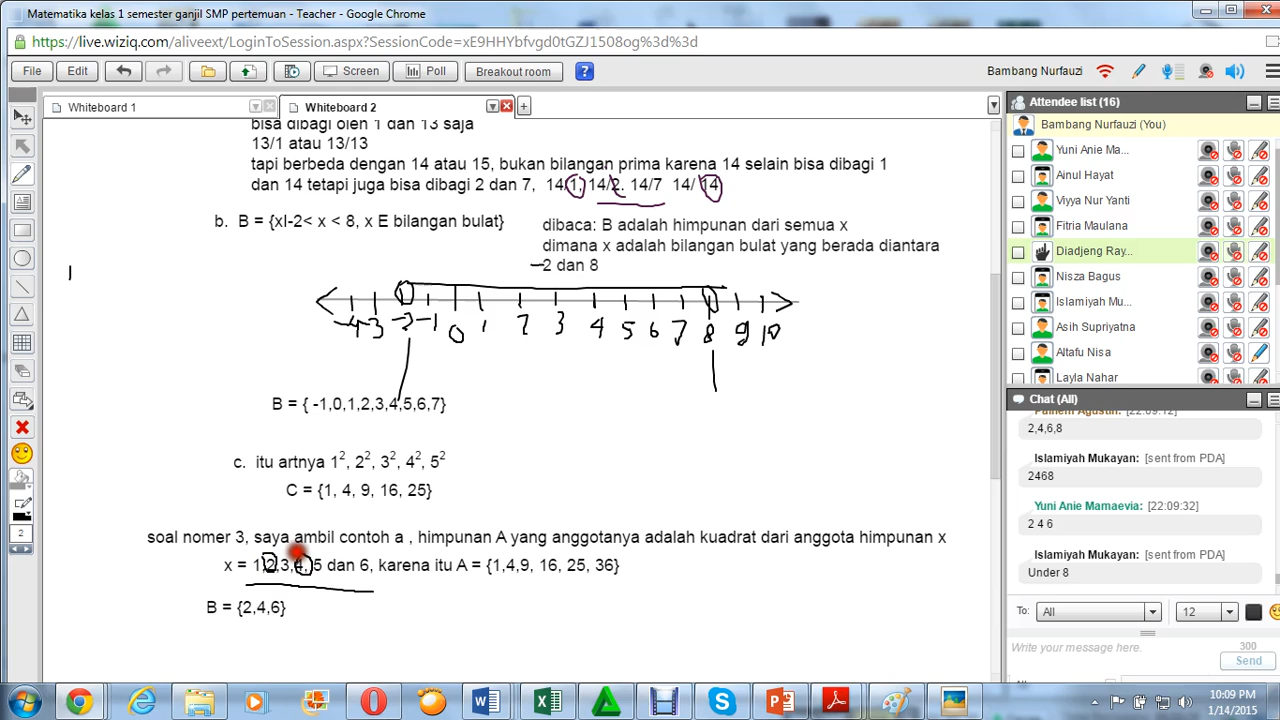 Matematika kelas 1 semester ganjil SMP pertemuan - Teacher - Google Chrome
https://live.wiziq.com/aliveext/LoginToSession.aspx?SessionCode=xE9HHYbfvgd0tGZJ1508og%3d%3d
File Edit Screen Poll Breakout room ? Bambang Nurfauzi
Whiteboard 1 Whiteboard 2
bisa dibagi oleh 1 dan 13 saja
13/1 atau 13/13
tapi berbeda dengan 14 atau 15, bukan bilangan prima karena 14 selain bisa dibagi 1
dan 14 tetapi juga bisa dibagi 2 dan 7, 14/1, 14/2, 14/7 14/ 14
b. B = {xl-2< x < 8, x E bilangan bulat}
dibaca: B adalah himpunan dari semua x
dimana x adalah bilangan bulat yang berada diantara
-2 dan 8
-4 -3 -2 -1 0 1 2 3 4 5 6 7 8 9 10
B = { -1,0,1,2,3,4,5,6,7}
c. itu artnya 1², 2², 3², 4², 5²
C = {1, 4, 9, 16, 25}
soal nomer 3, saya ambil contoh a , himpunan A yang anggotanya adalah kuadrat dari anggota himpunan x
x = 1,2,3,4, 5 dan 6, karena itu A = {1,4,9, 16, 25, 36}
B = {2,4,6}
2
Attendee list (16)
Bambang Nurfauzi (You)
Yuni Anie Ma...
Ainul Hayat
Viyya Nur Yanti
Fitria Maulana
Diadjeng Ray...
Nisza Bagus
Islamiyah Mu...
Asih Supriyatna
Altafu Nisa
Layla Nahar
Chat (All)
[22:09:12]
2,4,6,8
Islamiyah Mukayan: [sent from PDA]
2468
Yuni Anie Mamaevia: [22:09:32]
2 4 6
Islamiyah Mukayan: [sent from PDA]
Under 8
To: All 12
Write your message here... 300
Send
10:09 PM
1/14/2015